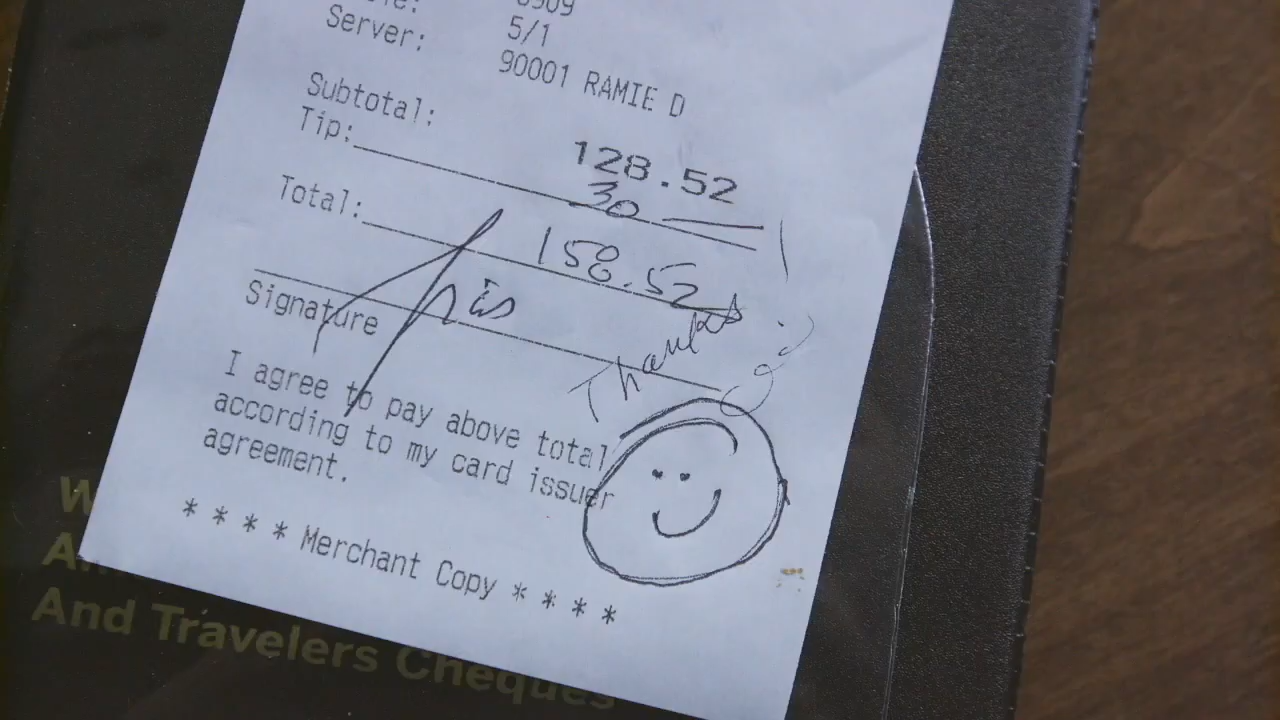 Server: 5/1
90001 RAMIE D
Subtotal: 128.52
Tip: 30
Total: 158.52
Thanks
Signature
I agree to pay above total
according to my card issuer
agreement.
* * * * Merchant Copy * * * *
And Travelers Cheques